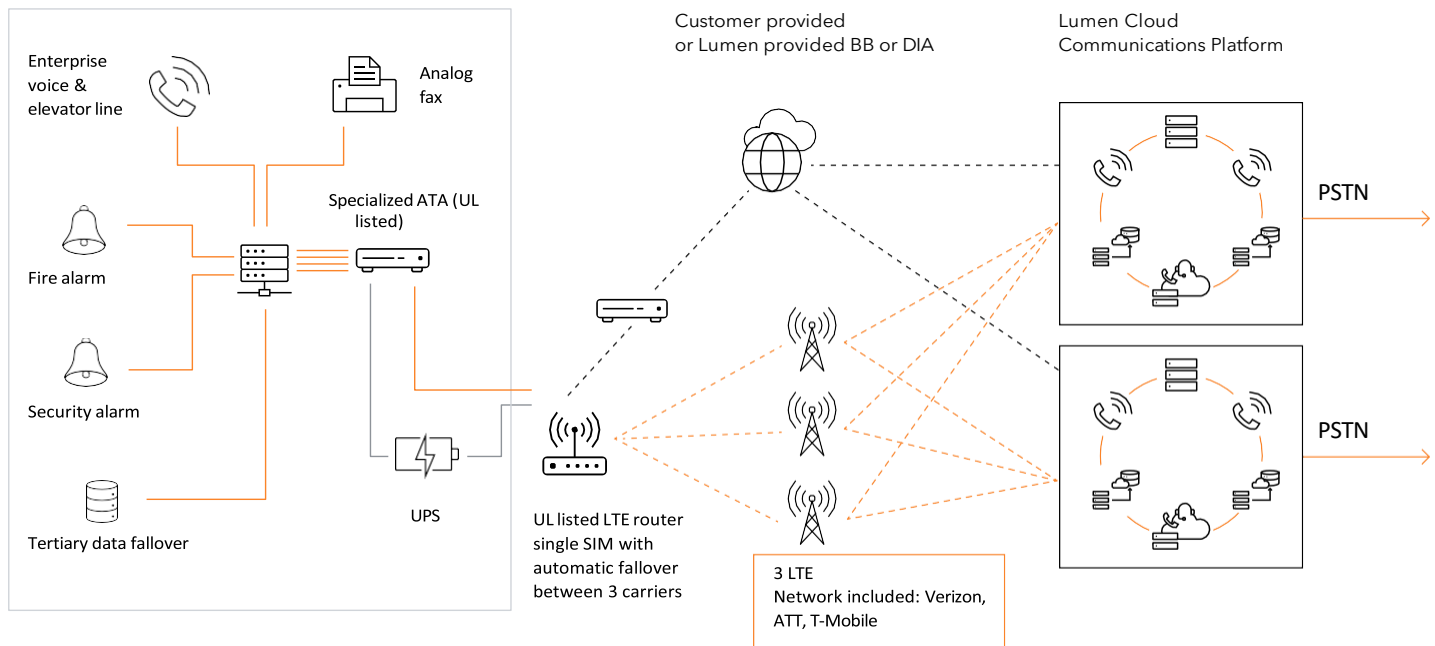 Enterprise
voice &
elevator line
Analog
fax
Specialized ATA (UL
listed)
Fire alarm
Security alarm
Tertiary data fallover
UPS
Customer provided
or Lumen provided BB or DIA
UL listed LTE router
single SIM with
automatic fallover
between 3 carriers
3 LTE
Network included: Verizon,
ATT, T-Mobile
Lumen Cloud
Communications Platform
PSTN
PSTN